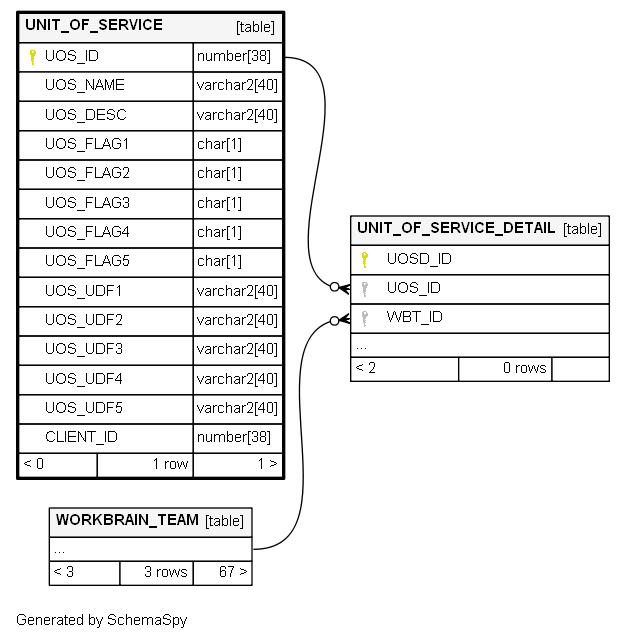 UNIT_OF_SERVICE [table]
UOS_ID number[38]
UOS_NAME varchar2[40]
UOS_DESC varchar2[40]
UOS_FLAG1 char[1]
UOS_FLAG2 char[1]
UOS_FLAG3 char[1]
UOS_FLAG4 char[1]
UOS_FLAG5 char[1]
UOS_UDF1 varchar2[40]
UOS_UDF2 varchar2[40]
UOS_UDF3 varchar2[40]
UOS_UDF4 varchar2[40]
UOS_UDF5 varchar2[40]
CLIENT_ID number[38]
< 0 1 row 1 >
UNIT_OF_SERVICE_DETAIL [table]
UOSD_ID
UOS_ID
WBT_ID
...
< 2 0 rows
WORKBRAIN_TEAM [table]
...
< 3 3 rows 67 >
Generated by SchemaSpy